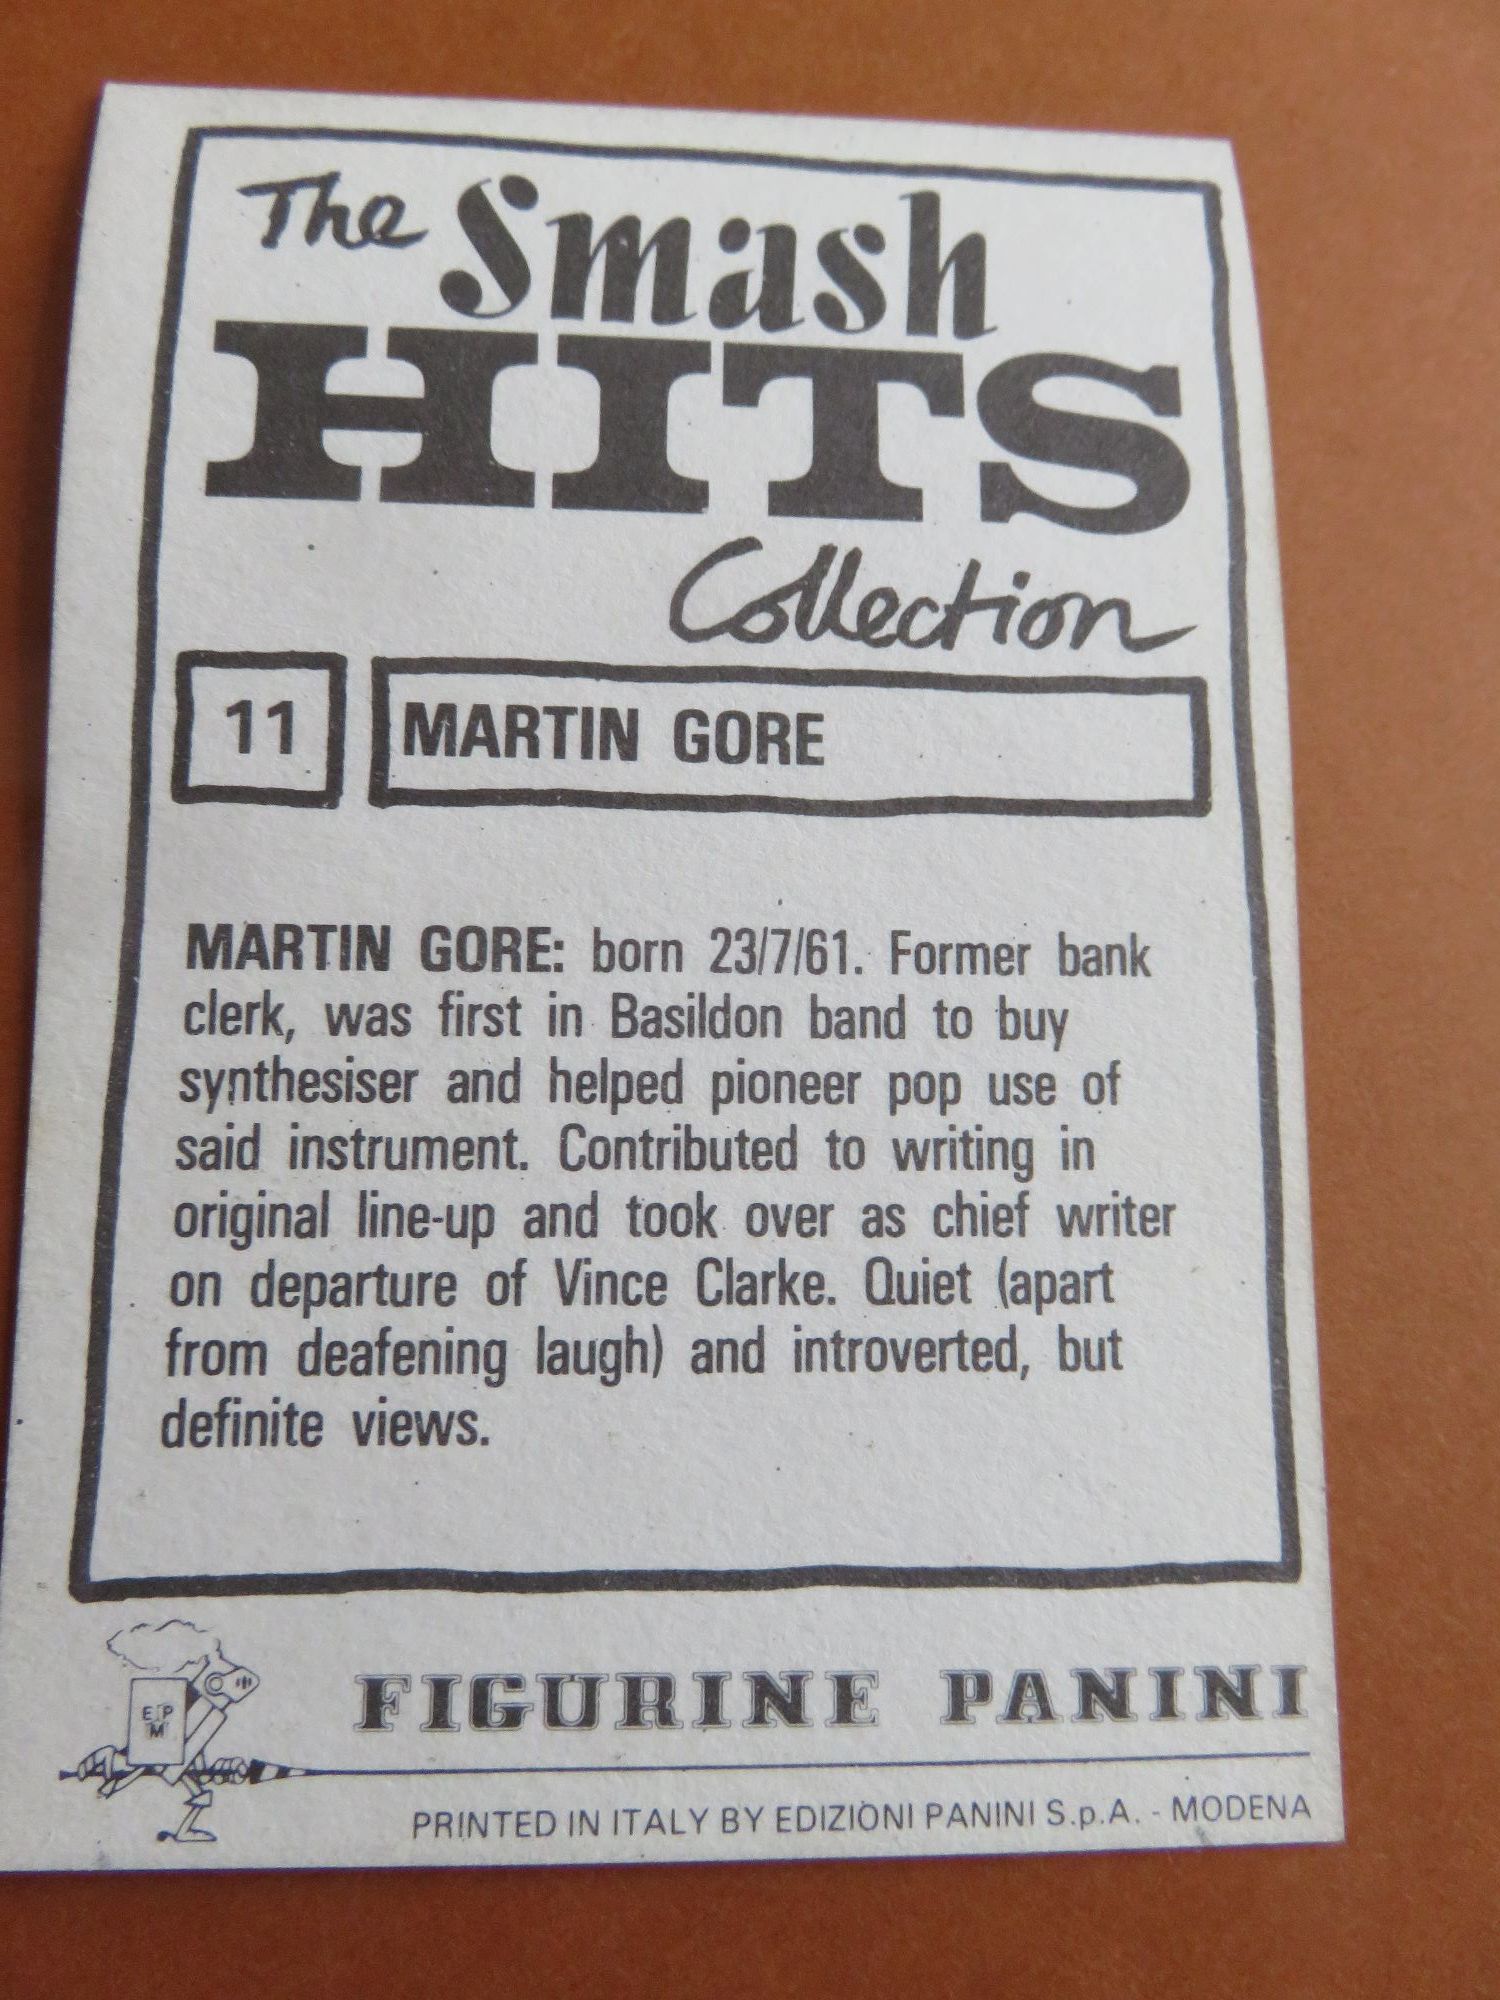 The Smash
HITS
Collection
11 MARTIN GORE
MARTIN GORE: born 23/7/61. Former bank
clerk, was first in Basildon band to buy
synthesiser and helped pioneer pop use of
said instrument. Contributed to writing in
original line-up and took over as chief writer
on departure of Vince Clarke. Quiet (apart
from deafening laugh) and introverted, but
definite views.
E P
M
FIGURINE PANINI
PRINTED IN ITALY BY EDIZIONI PANINI S.p.A. - MODENA